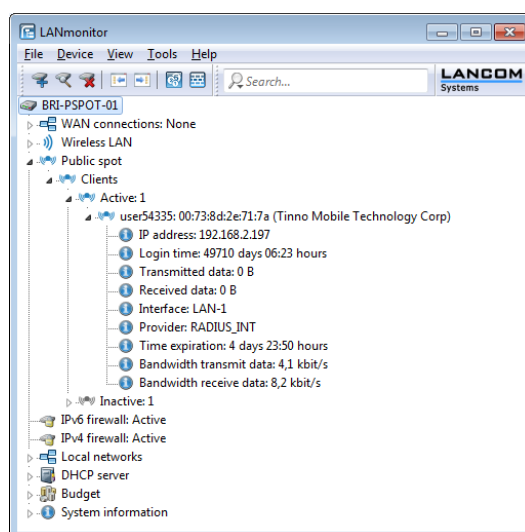 LANmonitor
File Device View Tools Help
Search...
LANCOM
Systems
BRI-PSPOT-01
WAN connections: None
Wireless LAN
Public spot
Clients
Active: 1
user54335: 00:73:8d:2e:71:7a (Tinno Mobile Technology Corp)
IP address: 192.168.2.197
Login time: 49710 days 06:23 hours
Transmitted data: 0 B
Received data: 0 B
Interface: LAN-1
Provider: RADIUS_INT
Time expiration: 4 days 23:50 hours
Bandwidth transmit data: 4,1 kbit/s
Bandwidth receive data: 8,2 kbit/s
Inactive: 1
IPv6 firewall: Active
IPv4 firewall: Active
Local networks
DHCP server
Budget
System information